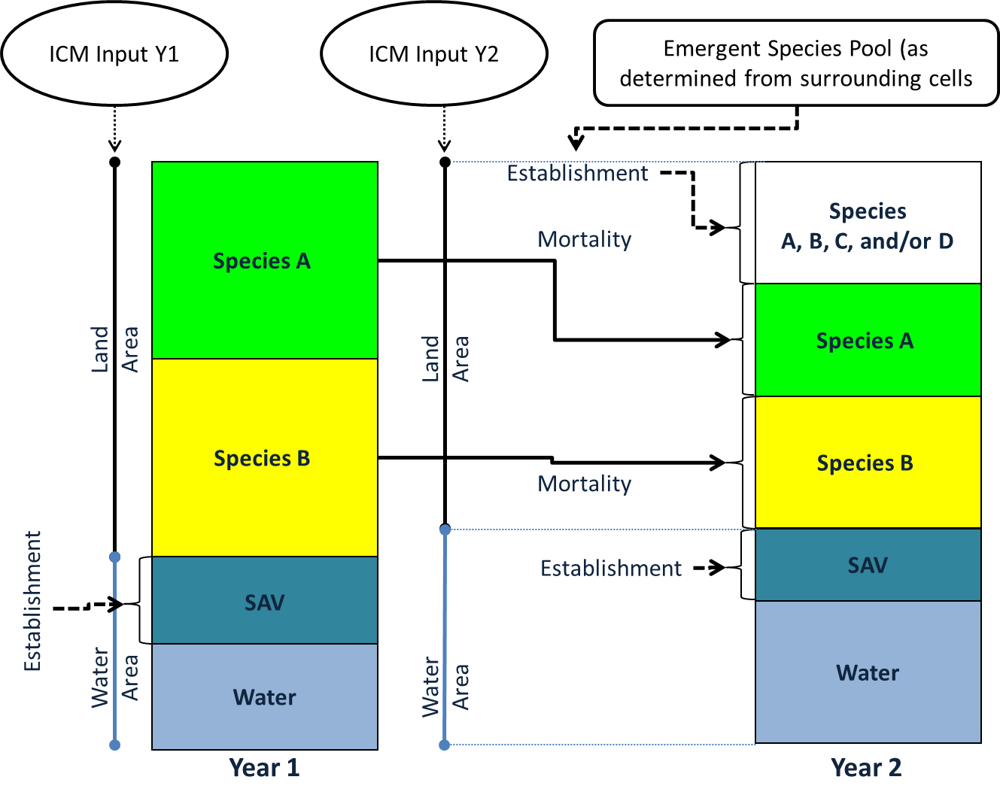 ICM Input Y1
ICM Input Y2
Emergent Species Pool (as
determined from surrounding cells
Establishment
Species
A, B, C, and/or D
Mortality
Species A
Land
Area
Land
Area
Species A
Species B
Species B
Mortality
Establishment
SAV
Establishment
SAV
Water
Area
Water
Area
Water
Water
Year 1
Year 2